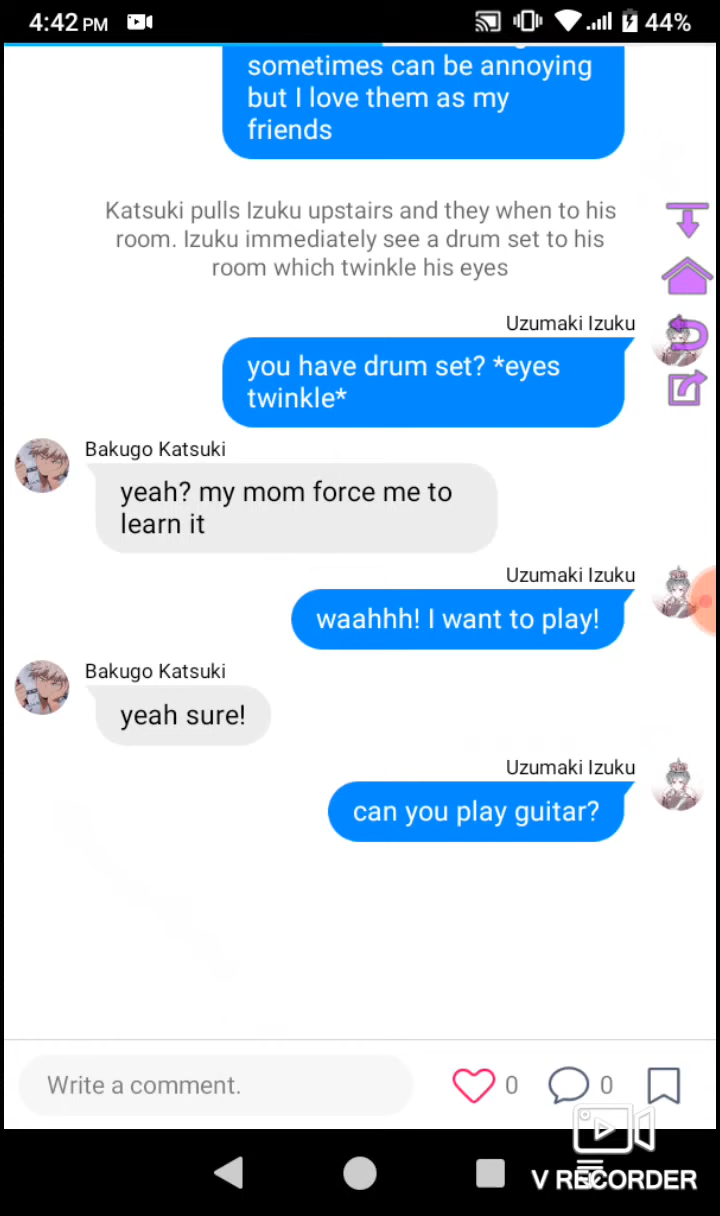 4:42 PM
44%
sometimes can be annoying
but I love them as my
friends
Katsuki pulls Izuku upstairs and they when to his
room. Izuku immediately see a drum set to his
room which twinkle his eyes
Uzumaki Izuku
you have drum set? *eyes
twinkle*
Bakugo Katsuki
yeah? my mom force me to
learn it
Uzumaki Izuku
waahhh! I want to play!
Bakugo Katsuki
yeah sure!
Uzumaki Izuku
can you play guitar?
Write a comment.
0
0
V RECORDER